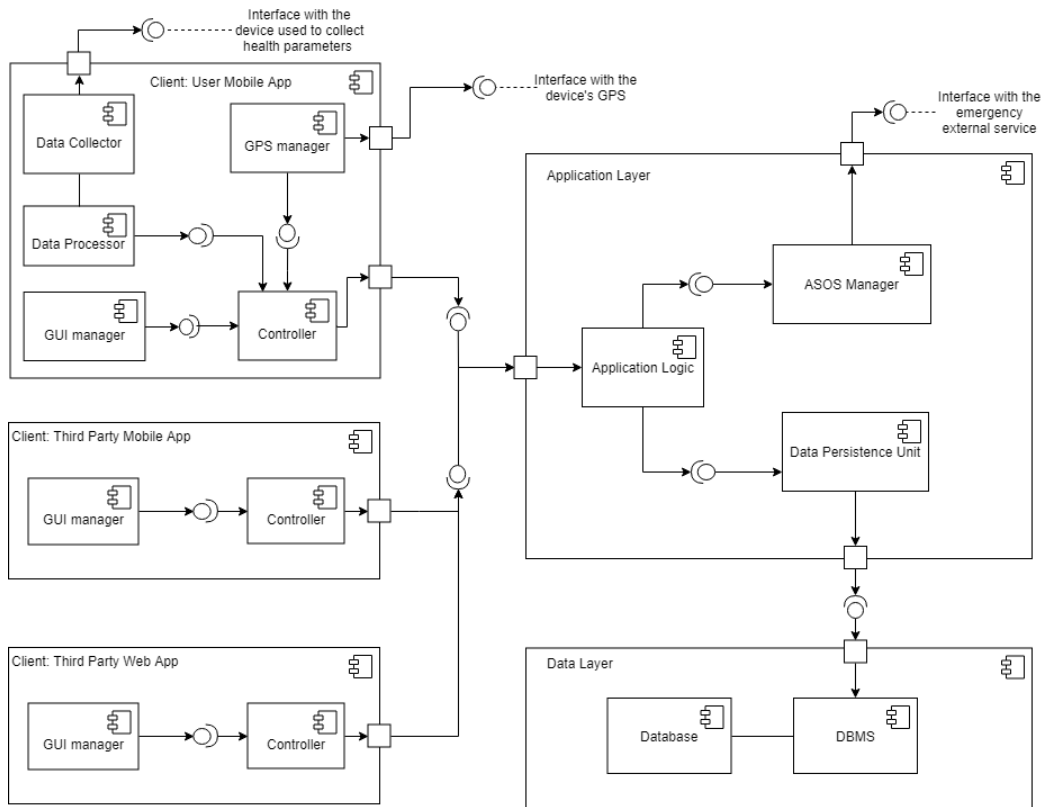 Interface with the
device used to collect
health parameters
Client: User Mobile App
Data Collector
GPS manager
Interface with the
device's GPS
Interface with the
emergency
external service
Application Layer
Data Processor
ASOS Manager
GUI manager
Controller
Application Logic
Client: Third Party Mobile App
Data Persistence Unit
GUI manager
Controller
Client: Third Party Web App
Data Layer
GUI manager
Controller
Database
DBMS